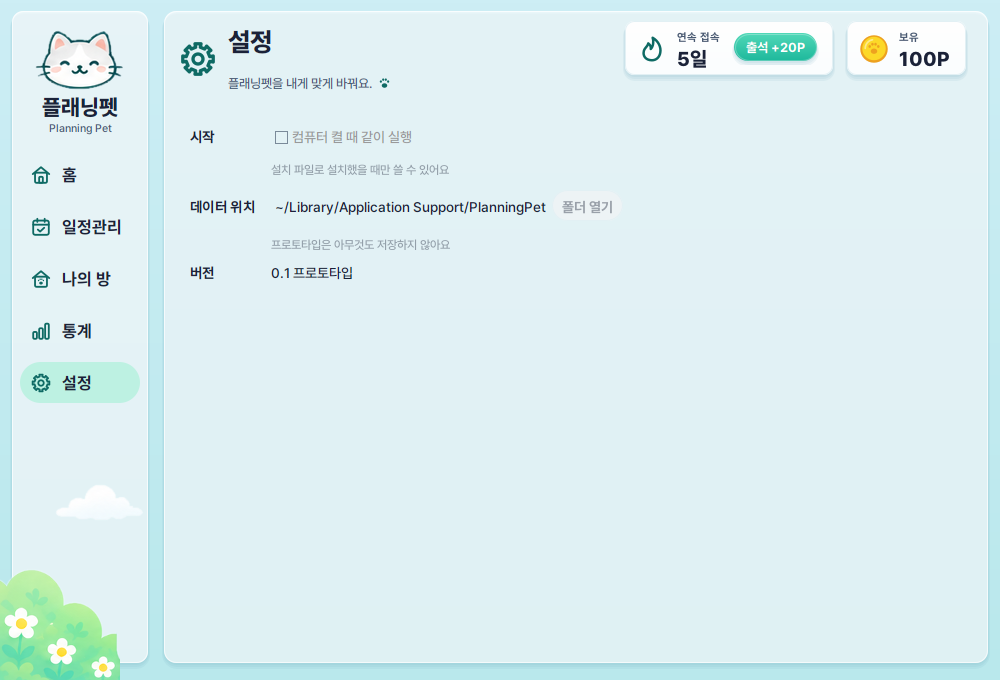 플래닝펫
Planning Pet
홈
일정관리
나의 방
통계
설정
설정
플래닝펫을 내게 맞게 바꿔요.
연속 접속
5일
출석 +20P
보유
100P
시작
컴퓨터 켤 때 같이 실행
설치 파일로 설치했을 때만 쓸 수 있어요
데이터 위치
~/Library/Application Support/PlanningPet
폴더 열기
프로토타입은 아무것도 저장하지 않아요
버전
0.1 프로토타입